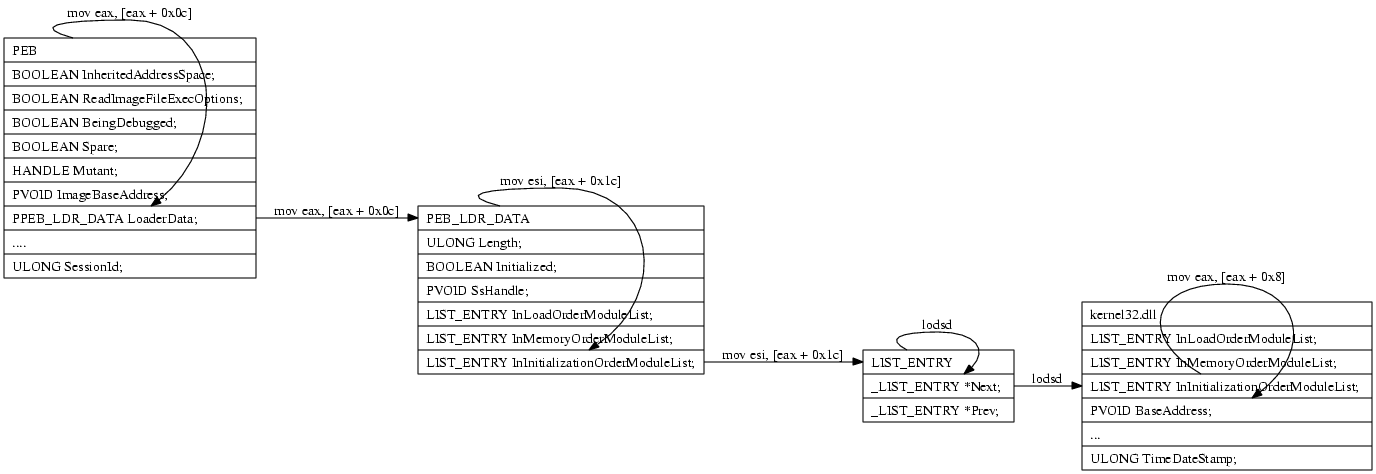 mov eax, [eax + 0x0c]
PEB
BOOLEAN InheritedAddressSpace;
BOOLEAN ReadImageFileExecOptions;
BOOLEAN BeingDebugged;
BOOLEAN Spare;
HANDLE Mutant;
PVOID ImageBaseAddress;
PPEB_LDR_DATA LoaderData;
....
ULONG SessionId;
mov eax, [eax + 0x0c]
mov esi, [eax + 0x1c]
PEB_LDR_DATA
ULONG Length;
BOOLEAN Initialized;
PVOID SsHandle;
LIST_ENTRY InLoadOrderModuleList;
LIST_ENTRY InMemoryOrderModuleList;
LIST_ENTRY InInitializationOrderModuleList;
mov esi, [eax + 0x1c]
lodsd
LIST_ENTRY
_LIST_ENTRY *Next;
_LIST_ENTRY *Prev;
lodsd
mov eax, [eax + 0x8]
kernel32.dll
LIST_ENTRY InLoadOrderModuleList;
LIST_ENTRY InMemoryOrderModuleList;
LIST_ENTRY InInitializationOrderModuleList;
PVOID BaseAddress;
...
ULONG TimeDateStamp;